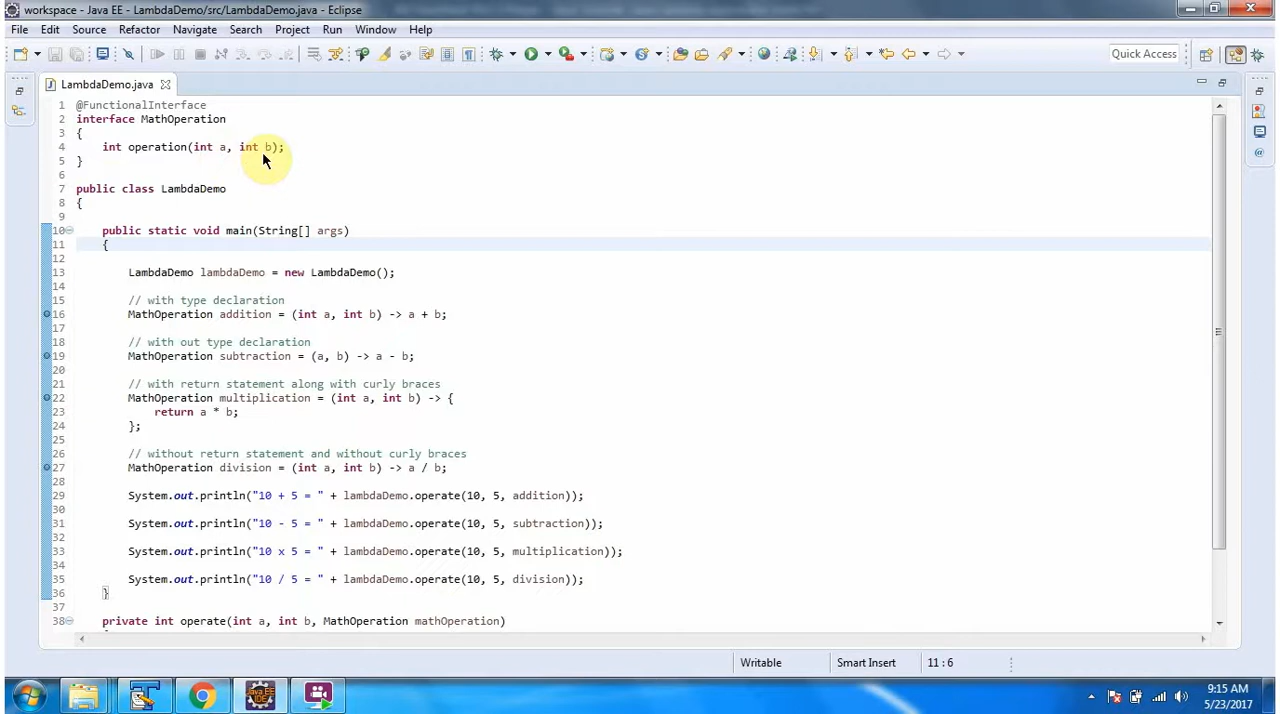 workspace - Java EE - LambdaDemo/src/LambdaDemo.java - Eclipse
File Edit Source Refactor Navigate Search Project Run Window Help
Quick Access
LambdaDemo.java
1 @FunctionalInterface
2 interface MathOperation
3 {
4 int operation(int a, int b);
5 }
6
7 public class LambdaDemo
8 {
9
10 public static void main(String[] args)
11 {
12
13 LambdaDemo lambdaDemo = new LambdaDemo();
14
15 // with type declaration
16 MathOperation addition = (int a, int b) -> a + b;
17
18 // with out type declaration
19 MathOperation subtraction = (a, b) -> a - b;
20
21 // with return statement along with curly braces
22 MathOperation multiplication = (int a, int b) -> {
23 return a * b;
24 };
25
26 // without return statement and without curly braces
27 MathOperation division = (int a, int b) -> a / b;
28
29 System.out.println("10 + 5 = " + lambdaDemo.operate(10, 5, addition));
30
31 System.out.println("10 - 5 = " + lambdaDemo.operate(10, 5, subtraction));
32
33 System.out.println("10 x 5 = " + lambdaDemo.operate(10, 5, multiplication));
34
35 System.out.println("10 / 5 = " + lambdaDemo.operate(10, 5, division));
36 }
37
38 private int operate(int a, int b, MathOperation mathOperation)
Writable Smart Insert 11 : 6
Java EE IDE
9:15 AM
5/23/2017